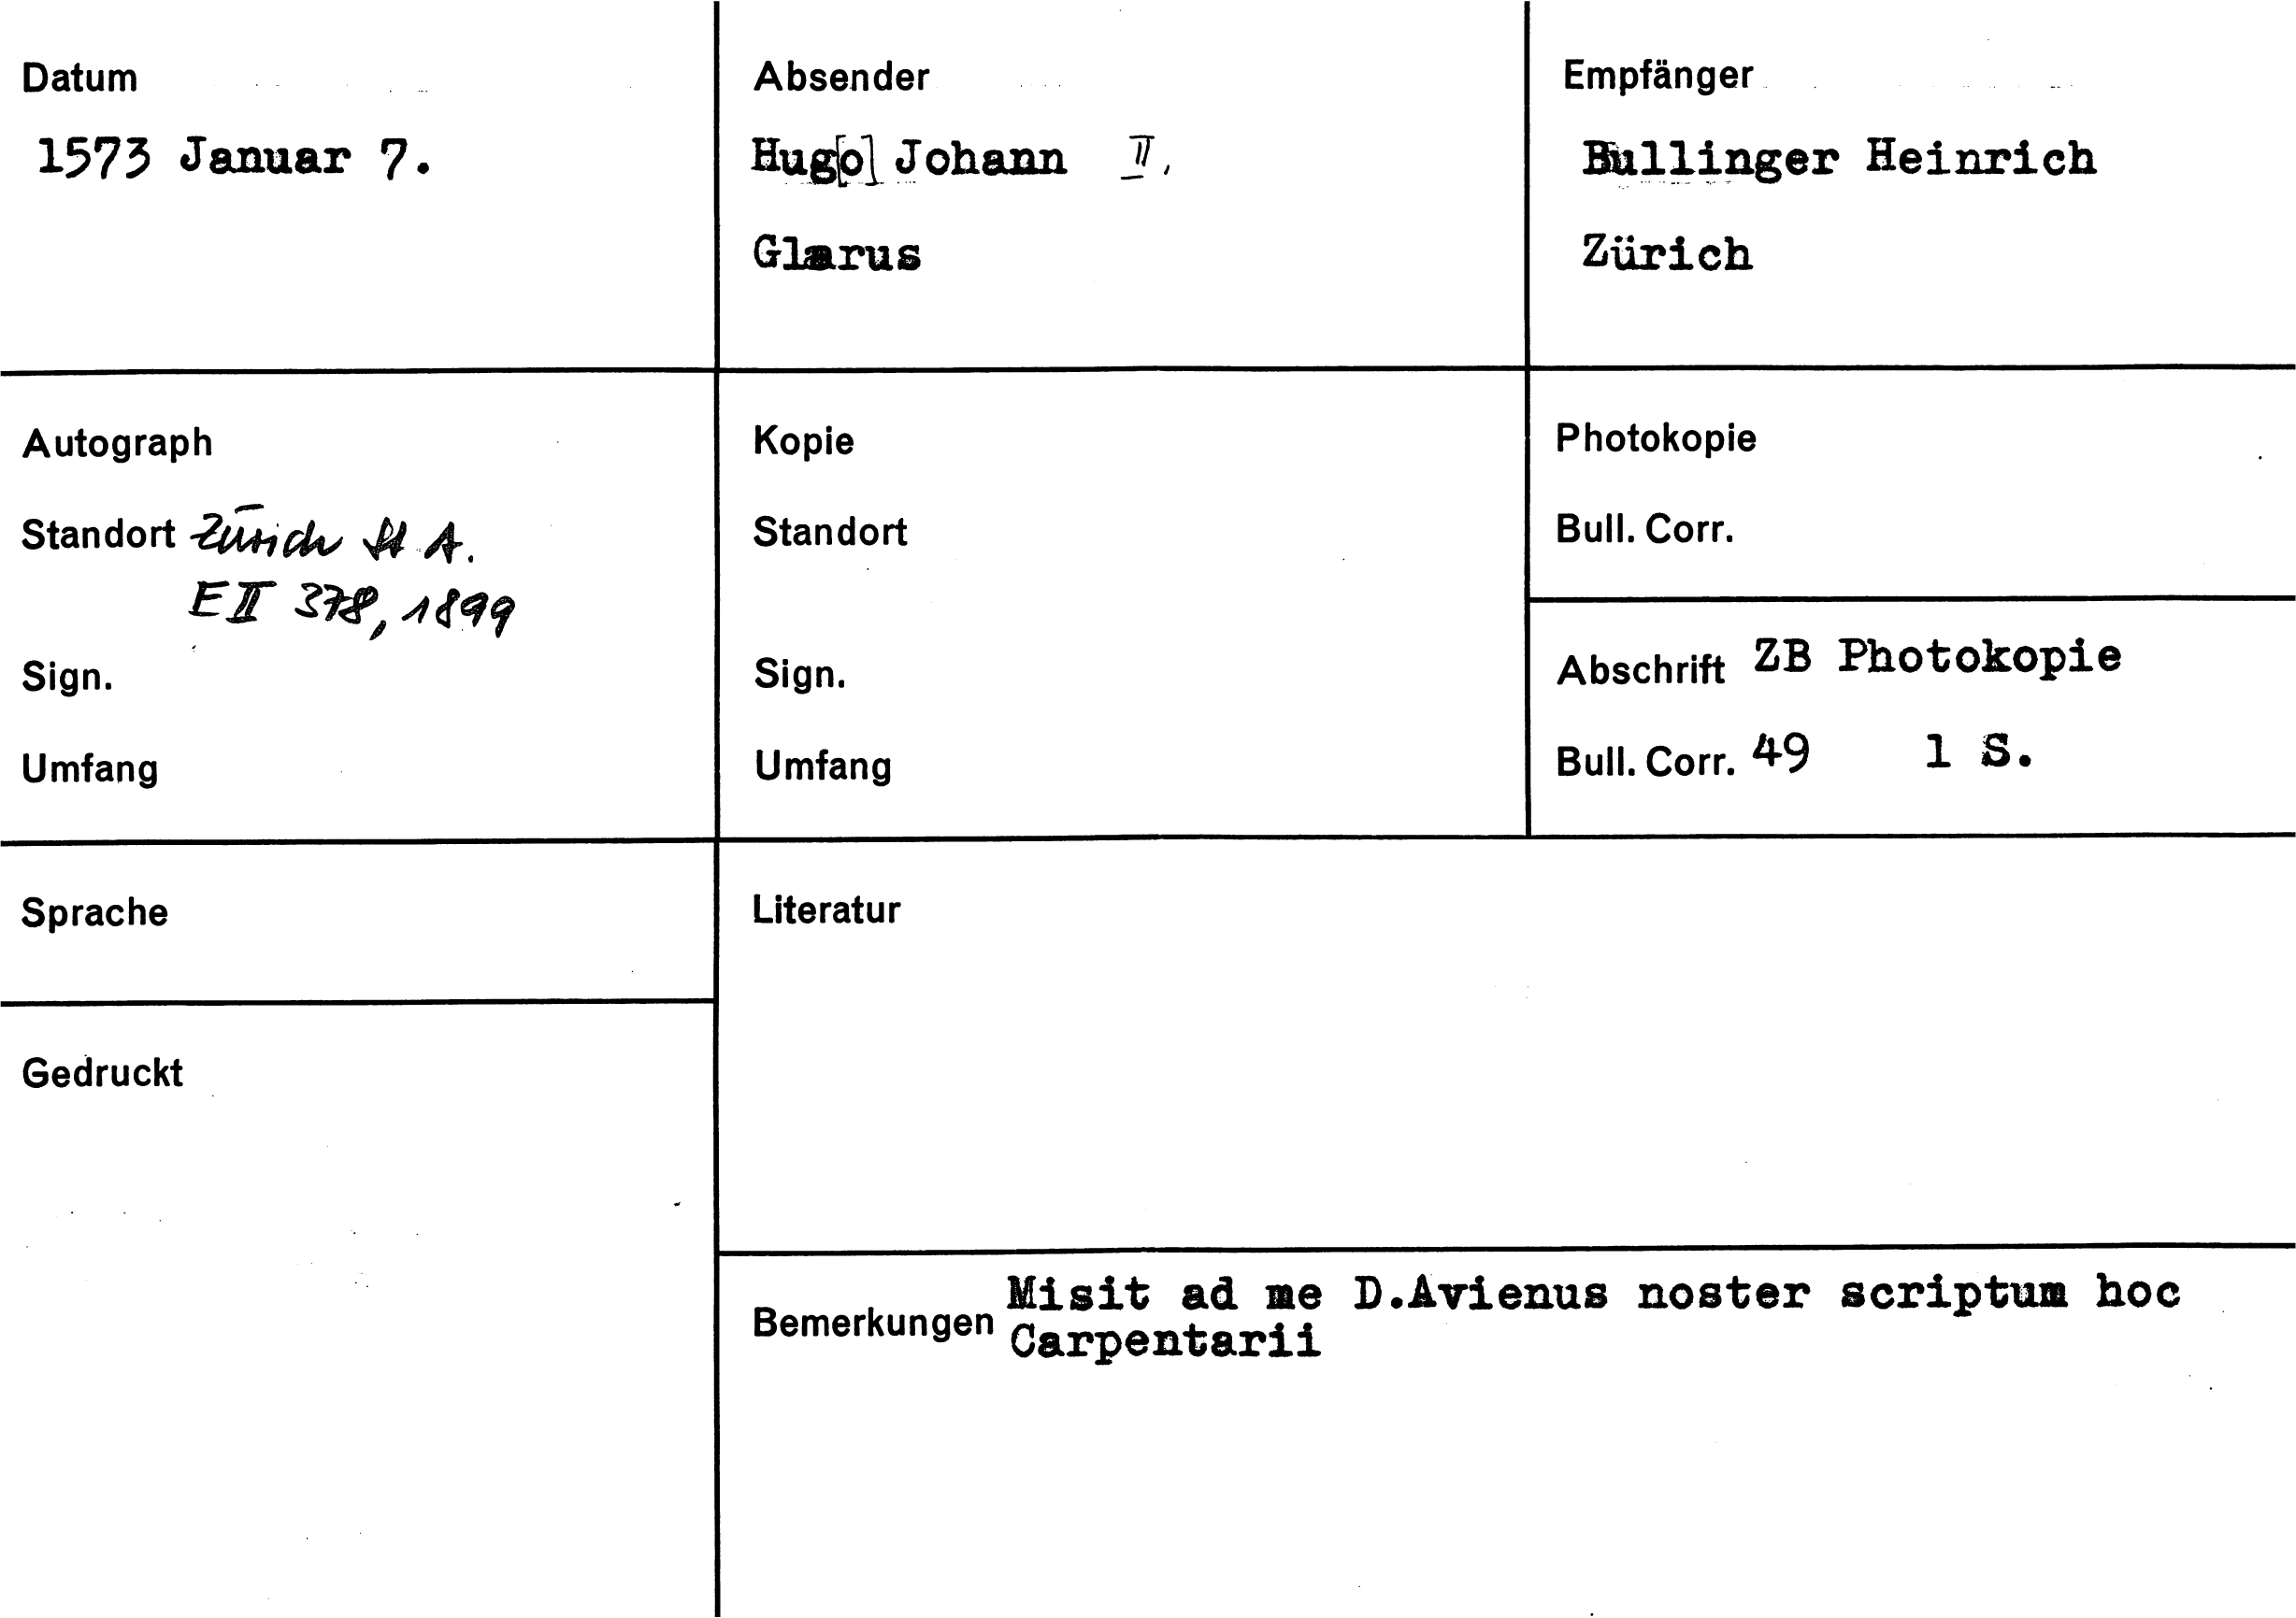 Datum
1573 Januar 7.
Absender
Hug[o] Johann II.
Glarus
Empfänger
Bullinger Heinrich
Zürich
Autograph
Standort Zürich St A.
E II 378, 1899
Sign.
Umfang
Kopie
Standort
Sign.
Umfang
Photokopie
Bull. Corr.
Abschrift ZB Photokopie
Bull. Corr. 49 1 S.
Sprache
Gedruckt
Literatur
Bemerkungen Misit ad me D.Avienus noster scriptum hoc
Carpentarii